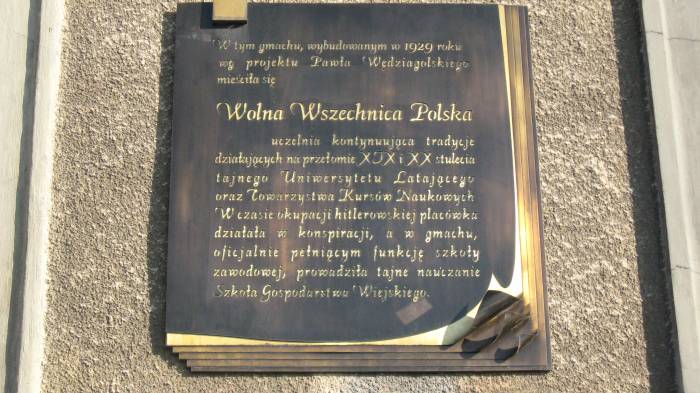 W tym gmachu, wybudowanym w 1929 roku
wg projektu Pawła Wędziagolskiego
mieściła się
Wolna Wszechnica Polska
uczelnia kontynuująca tradycje
działających na przełomie XIX i XX stulecia
tajnego Uniwersytetu Latającego
oraz Towarzystwa Kursów Naukowych
W czasie okupacji hitlerowskiej placówka
działała w konspiracji, a w gmachu,
oficjalnie pełniącym funkcję szkoły
zawodowej, prowadziła tajne nauczanie
Szkoła Gospodarstwa Wiejskiego.